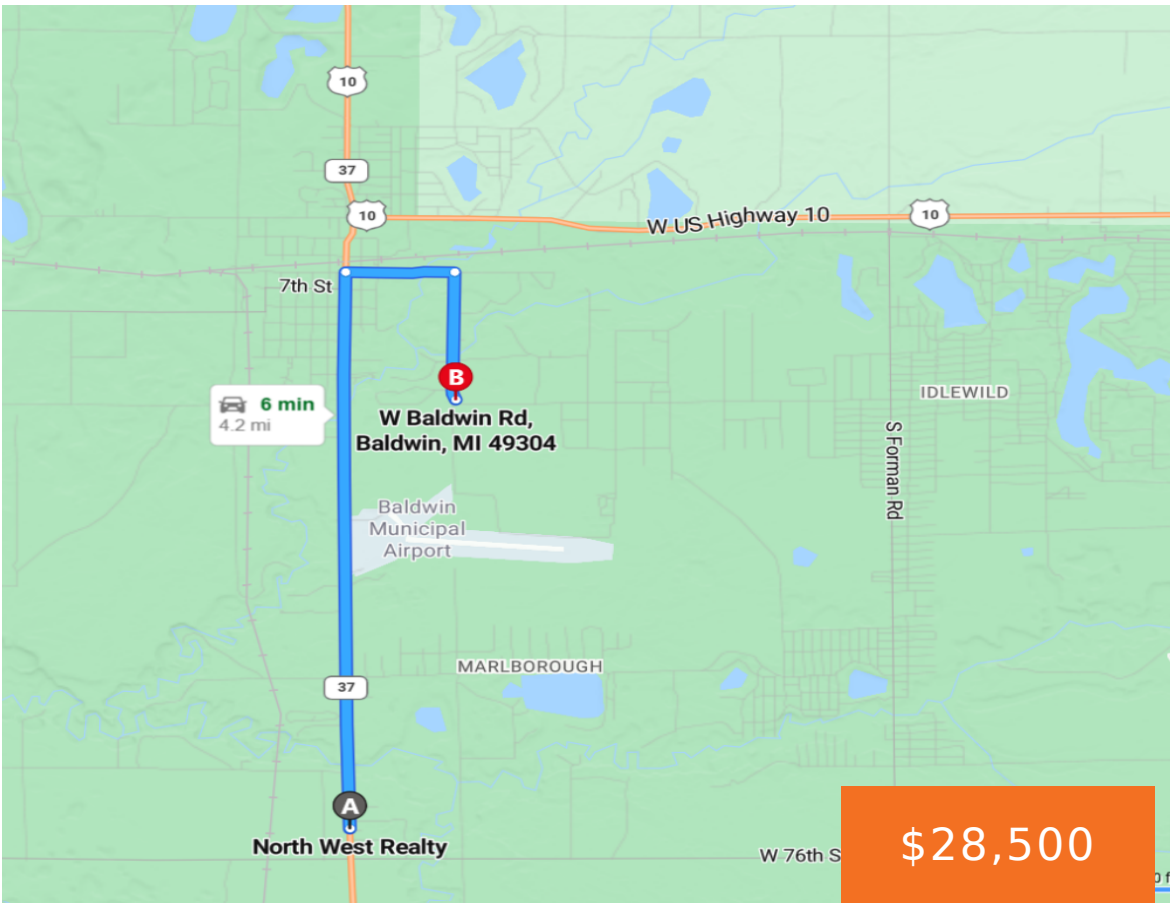 10
37
10
W US Highway 10
10
7th St
6 min
4.2 mi
B
W Baldwin Rd,
Baldwin, MI 49304
IDLEWILD
S Forman Rd
Baldwin
Municipal
Airport
MARLBOROUGH
37
A
North West Realty
W 76th S
$28,500